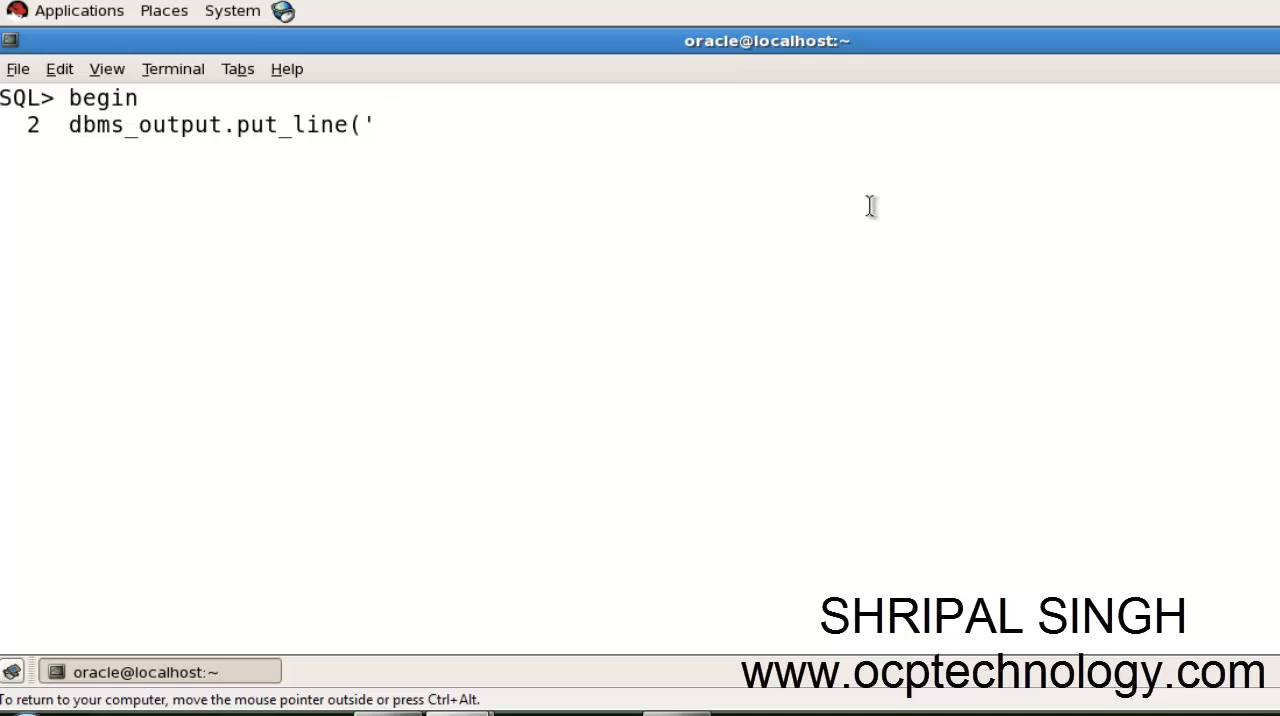 Applications Places System
oracle@localhost:~
File Edit View Terminal Tabs Help
SQL> begin
2 dbms_output.put_line('
SHRIPAL SINGH
www.ocptechnology.com
oracle@localhost:~
To return to your computer, move the mouse pointer outside or press Ctrl+Alt.